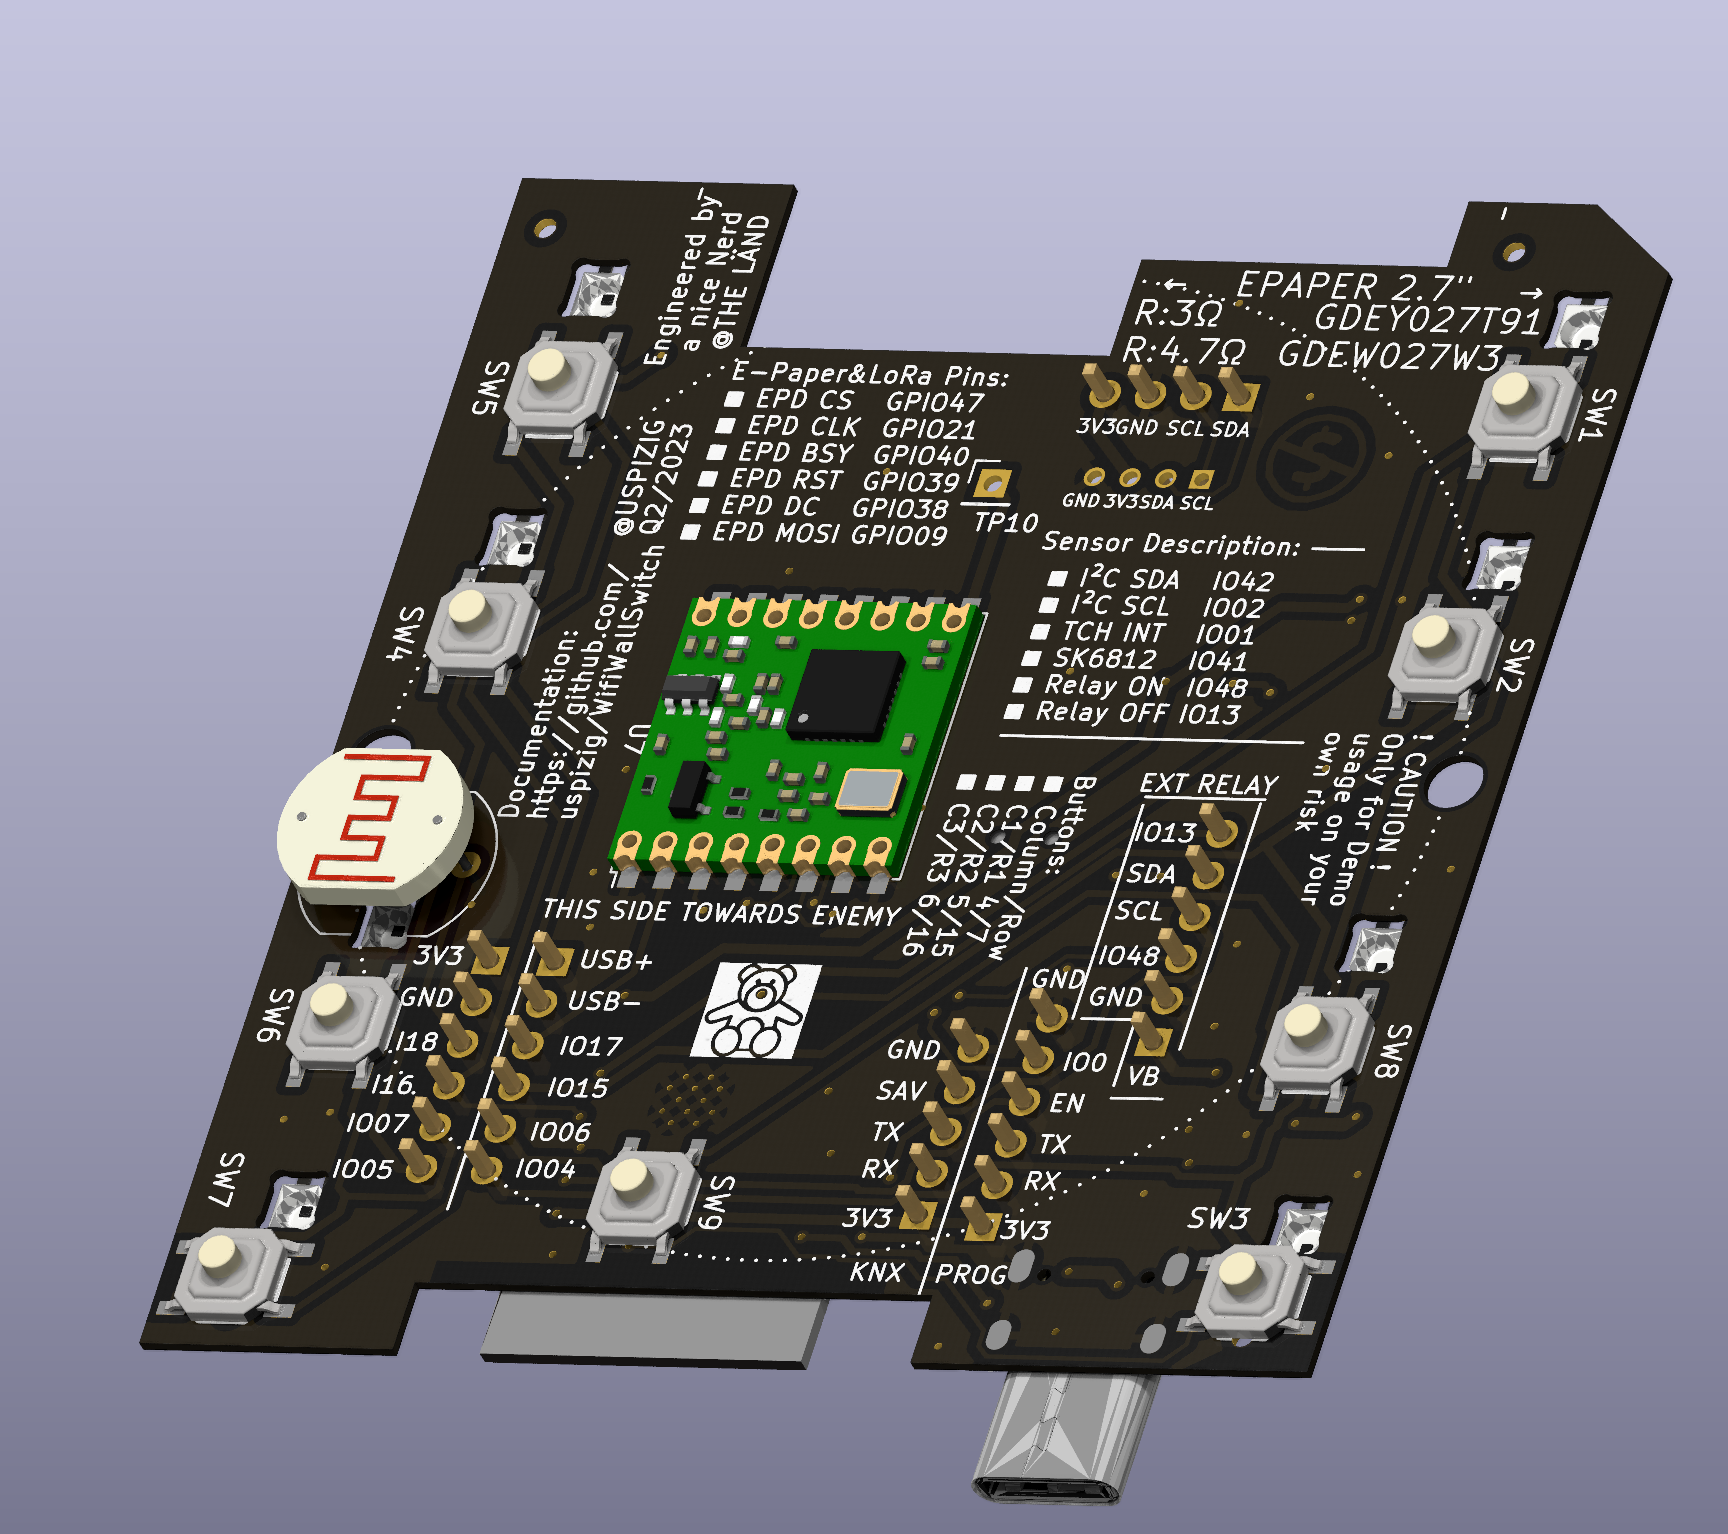 Engineered by
a nice Nerd
@THE LÄND
← EPAPER 2.7" →
R:3Ω GDEY027T91
R:4.7Ω GDEW027W3
E-Paper&LoRa Pins:
EPD CS GPIO47
EPD CLK GPIO21
EPD BSY GPIO40
EPD RST GPIO39
EPD DC GPIO38
EPD MOSI GPIO09
TP10
3V3 GND SCL SDA
GND 3V3 SDA SCL
SW5
SW1
SW4
SW2
Documentation:
https://github.com/
uspizig/WifiWallSwitch Q2/2023
@USPIZIG
Sensor Description:
I²C SDA IO42
I²C SCL IO02
TCH INT IO01
SK6812 IO41
Relay ON IO48
Relay OFF IO13
U7
! CAUTION !
Only for Demo
usage on your
own risk
Buttons:
Column/Row
C1/R1 4/7
C2/R2 5/15
C3/R3 6/16
EXT RELAY
IO13
SDA
SCL
IO48
GND
VB
THIS SIDE TOWARDS ENEMY
3V3 USB+
GND USB-
I18 IO17
I16 IO15
IO07 IO06
IO05 IO04
SW6
SW7
SW9
SW8
SW3
GND GND
SAV IO0
TX EN
RX TX
3V3 RX
3V3
KNX PROG